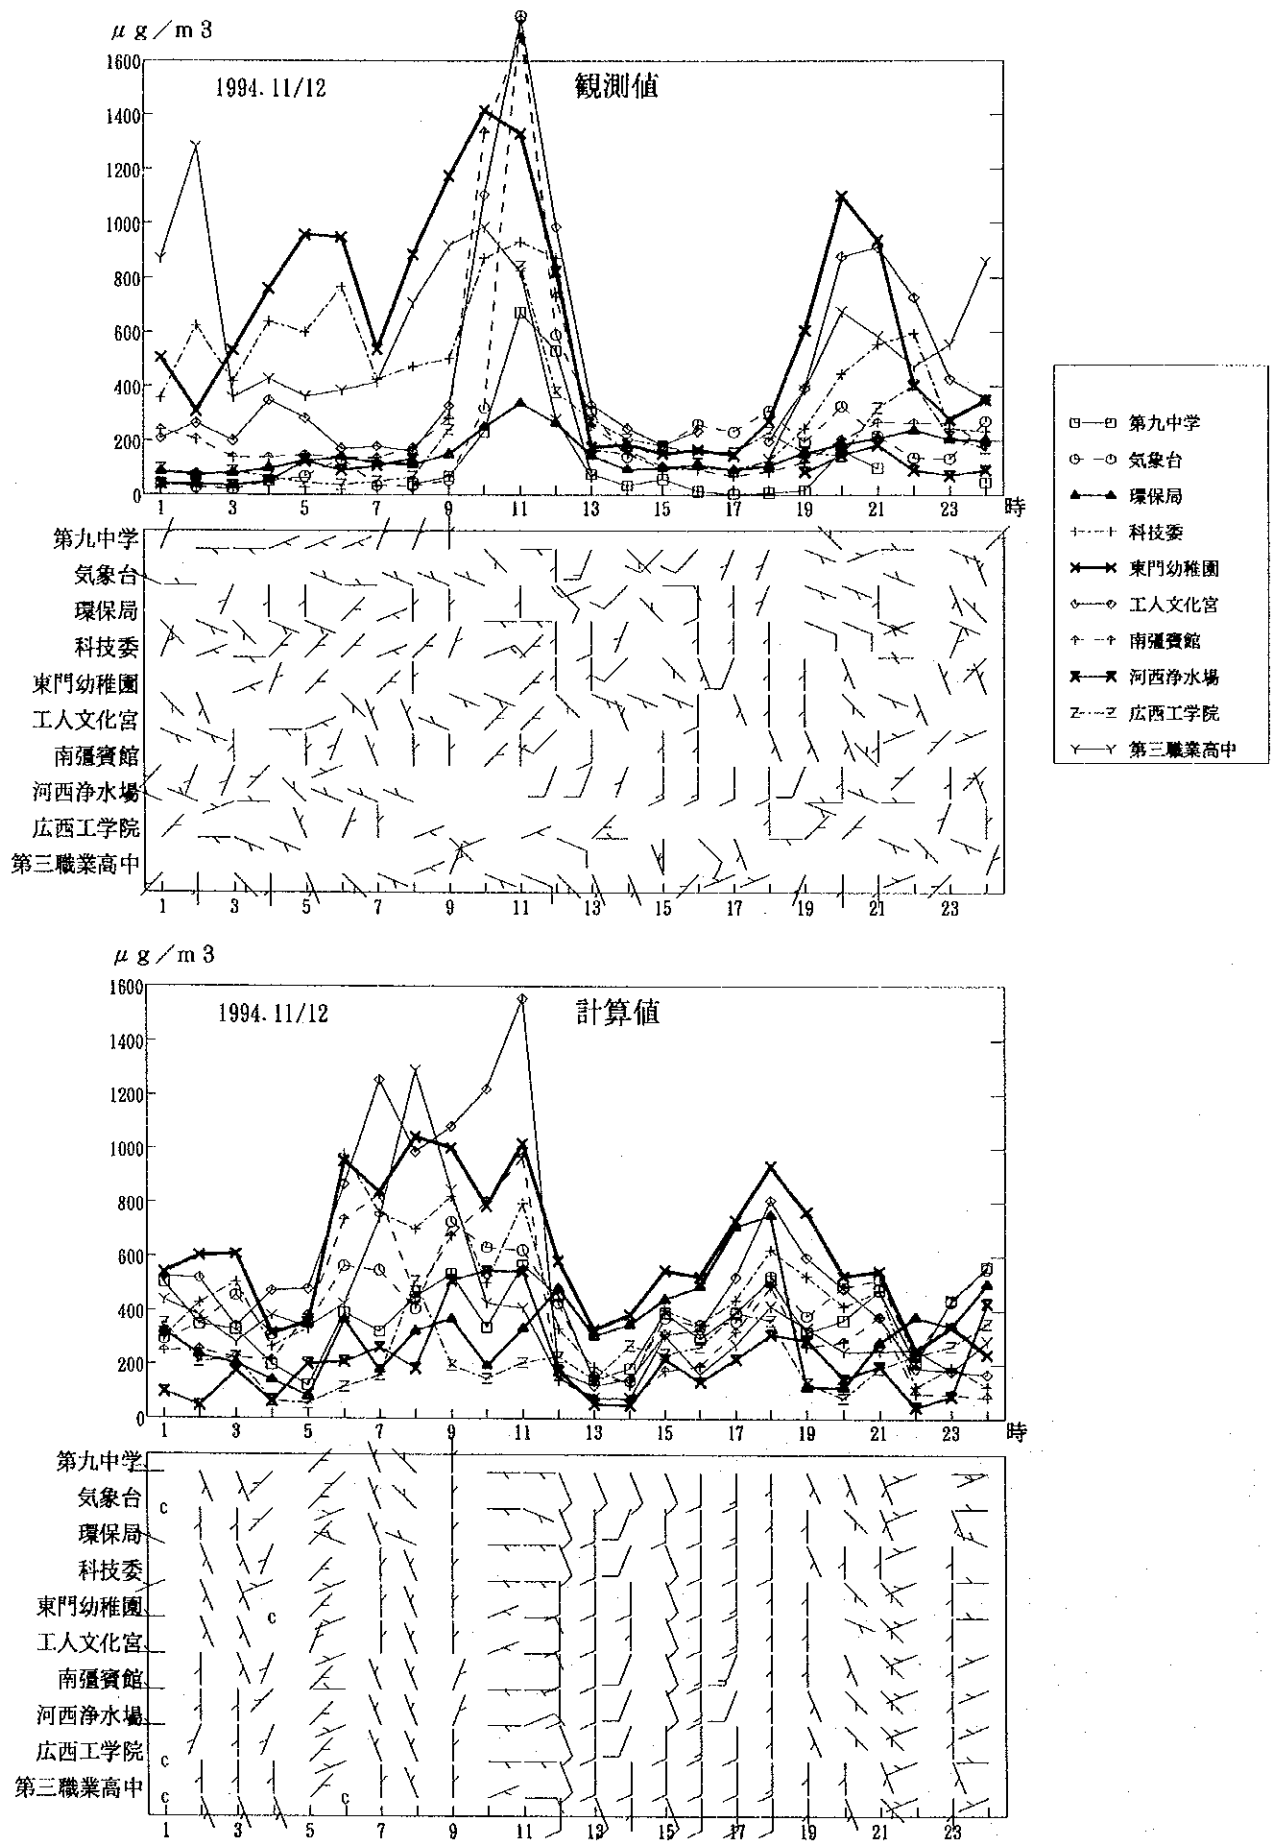 μg/m3
1600
1994.11/12 観測値
1400
1200
1000
800
600
400
200
0
1 3 5 7 9 11 13 15 17 19 21 23 時
第九中学
気象台
環保局
科技委
東門幼稚園
工人文化宮
南彊賓館
河西浄水場
広西工学院
第三職業高中
1 3 5 7 9 11 13 15 17 19 21 23
第九中学
気象台
環保局
科技委
東門幼稚園
工人文化宮
南彊賓館
河西浄水場
広西工学院
第三職業高中
μg/m3
1600
1994.11/12 計算値
1400
1200
1000
800
600
400
200
0
1 3 5 7 9 11 13 15 17 19 21 23 時
第九中学
気象台
C
環保局
科技委
東門幼稚園
C
工人文化宮
南彊賓館
河西浄水場
広西工学院
C
第三職業高中
C C
1 3 5 7 9 11 13 15 17 19 21 23